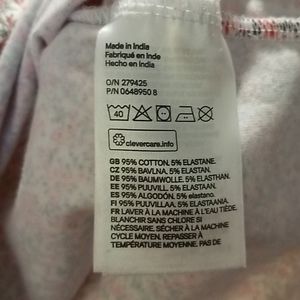 Made in India
Fabriqué en Inde
Hecho en India
O/N 279425
P/N 0648950 8
40
clevercare.info
GB 95% COTTON. 5% ELASTANE.
CZ 95% BAVLNA. 5% ELASTAN.
DE 95% BAUMWOLLE. 5% ELASTHAN.
EE 95% PUUVILL. 5% ELASTAAN.
ES 95% ALGODÓN. 5% elastano.
FI 95% PUUVILLAA. 5% ELASTAANIA.
FR LAVER À LA MACHINE À L'EAU TIÈDE,
BLANCHIR SANS CHLORE SI
NÉCESSAIRE. SÉCHER À LA MACHINE
CYCLE MOYEN. REPASSER À
TEMPÉRATURE MOYENNE. PAS DE